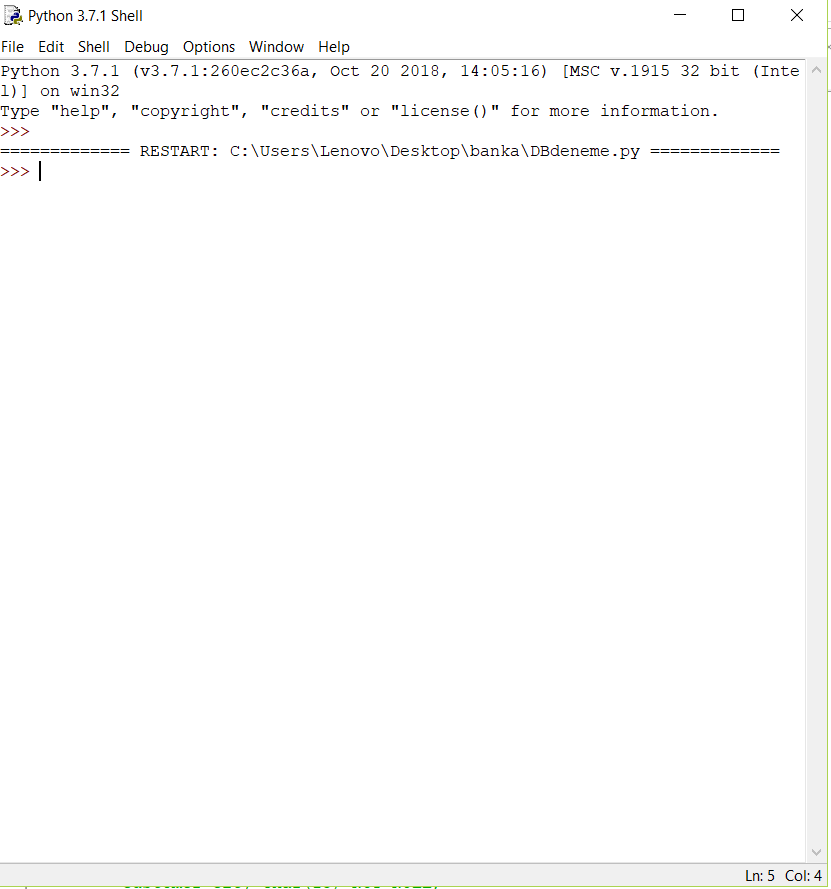 Python 3.7.1 Shell
File Edit Shell Debug Options Window Help
Python 3.7.1 (v3.7.1:260ec2c36a, Oct 20 2018, 14:05:16) [MSC v.1915 32 bit (Inte
l)] on win32
Type "help", "copyright", "credits" or "license()" for more information.
>>>
============= RESTART: C:\Users\Lenovo\Desktop\banka\DBdeneme.py =============
>>>
Ln: 5 Col: 4